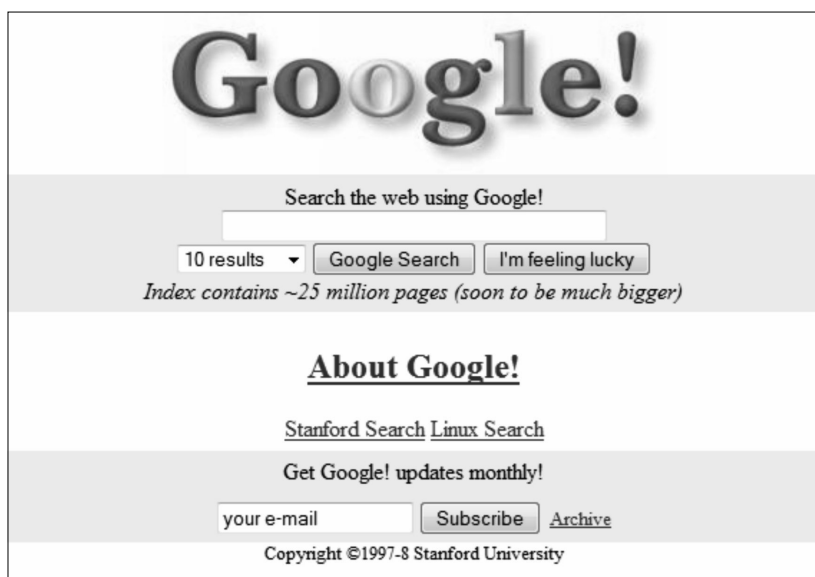 Google!
Search the web using Google!
10 results Google Search I'm feeling lucky
Index contains ~25 million pages (soon to be much bigger)
About Google!
Stanford Search Linux Search
Get Google! updates monthly!
your e-mail Subscribe Archive
Copyright ©1997-8 Stanford University